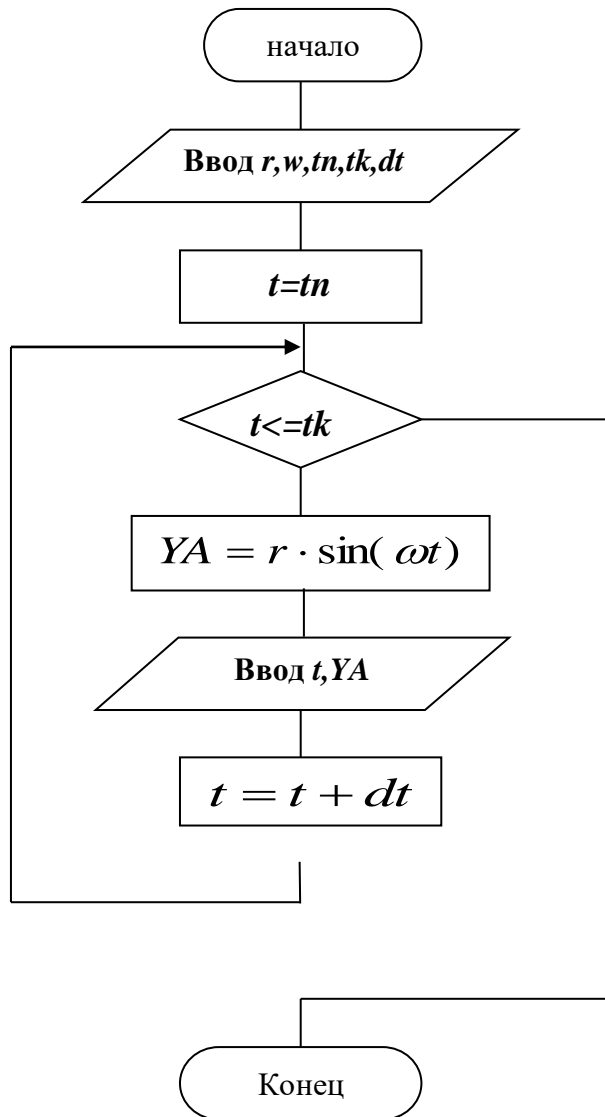 начало
Ввод r,w,tn,tk,dt
t=tn
t<=tk
YA = r · sin( ωt)
Ввод t,YA
t = t + dt
Конец